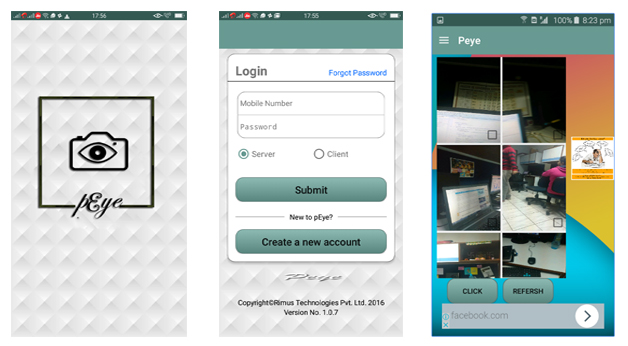 17:56
pEye
17:55
Login
Forgot Password
Mobile Number
Password
Server
Client
Submit
New to pEye?
Create a new account
Peye
Copyright©Rimus Technologies Pvt. Ltd. 2016
Version No. 1.0.7
100% 8:23 pm
Peye
CLICK
REFERSH
facebook.com